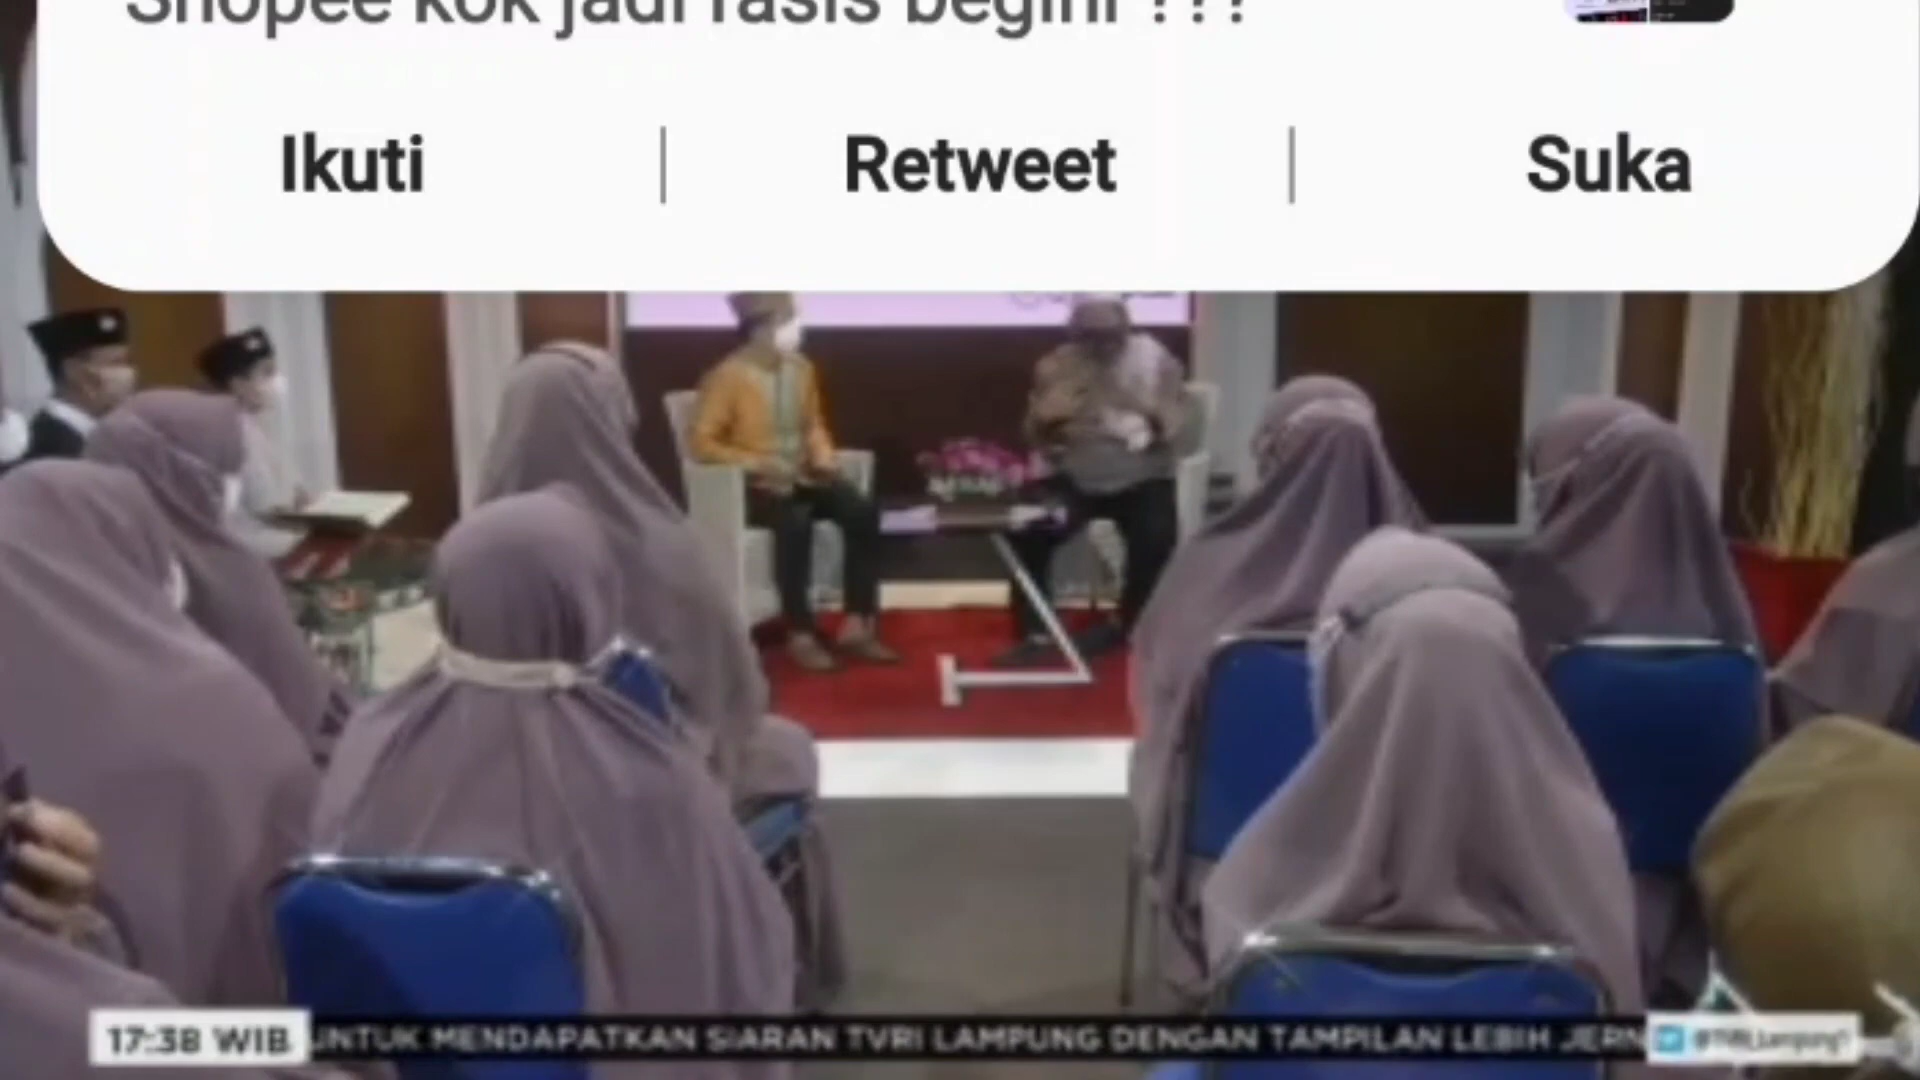 Shopee kok jadi rasis begini ???
Ikuti
Retweet
Suka
17:38 WIB
UNTUK MENDAPATKAN SIARAN TVRI LAMPUNG DENGAN TAMPILAN LEBIH JERN
@TVRI_Lampung1